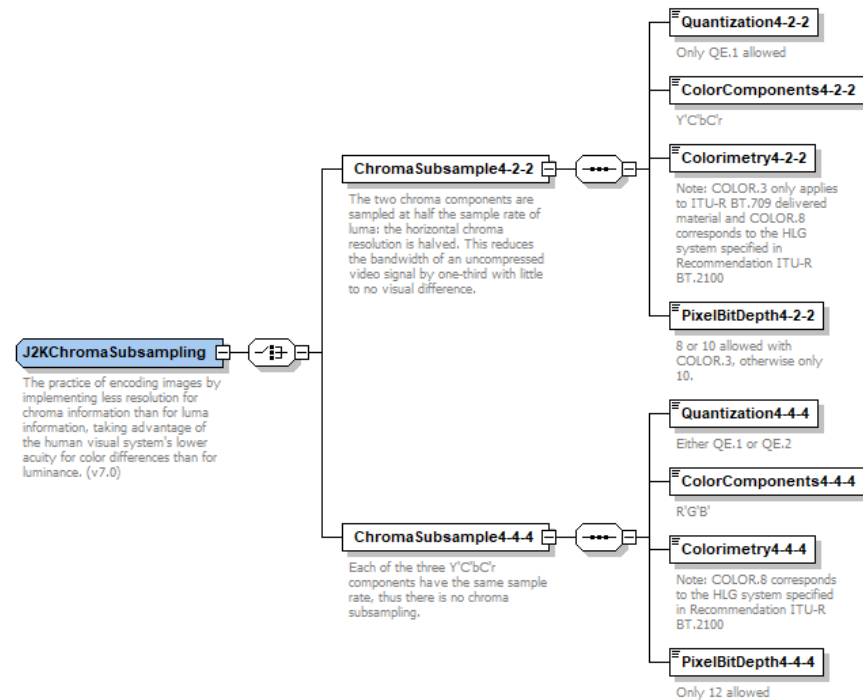 J2KChromaSubsampling
The practice of encoding images by
implementing less resolution for
chroma information than for luma
information, taking advantage of
the human visual system's lower
acuity for color differences than for
luminance. (v7.0)
ChromaSubsample4-2-2
The two chroma components are
sampled at half the sample rate of
luma: the horizontal chroma
resolution is halved. This reduces
the bandwidth of an uncompressed
video signal by one-third with little
to no visual difference.
Quantization4-2-2
Only QE.1 allowed
ColorComponents4-2-2
Y'C'bC'r
Colorimetry4-2-2
Note: COLOR.3 only applies
to ITU-R BT.709 delivered
material and COLOR.8
corresponds to the HLG
system specified in
Recommendation ITU-R
BT.2100
PixelBitDepth4-2-2
8 or 10 allowed with
COLOR.3, otherwise only
10.
ChromaSubsample4-4-4
Each of the three Y'C'bC'r
components have the same sample
rate, thus there is no chroma
subsampling.
Quantization4-4-4
Either QE.1 or QE.2
ColorComponents4-4-4
R'G'B'
Colorimetry4-4-4
Note: COLOR.8 corresponds
to the HLG system specified
in Recommendation ITU-R
BT.2100
PixelBitDepth4-4-4
Only 12 allowed